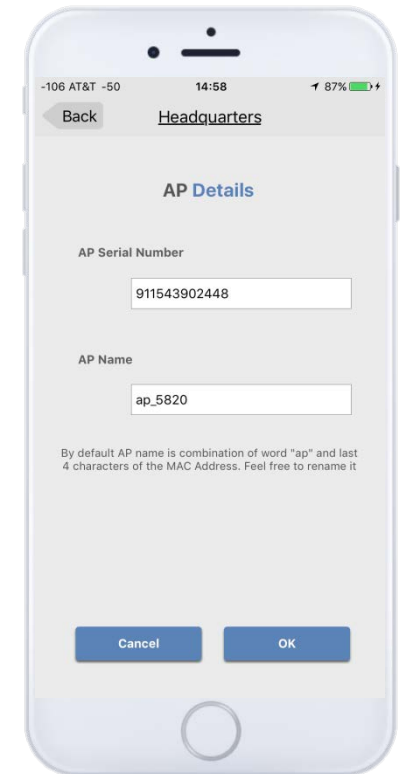 -106 AT&T -50 14:58 87%
Back Headquarters
AP Details
AP Serial Number
911543902448
AP Name
ap_5820
By default AP name is combination of word "ap" and last
4 characters of the MAC Address. Feel free to rename it
Cancel OK